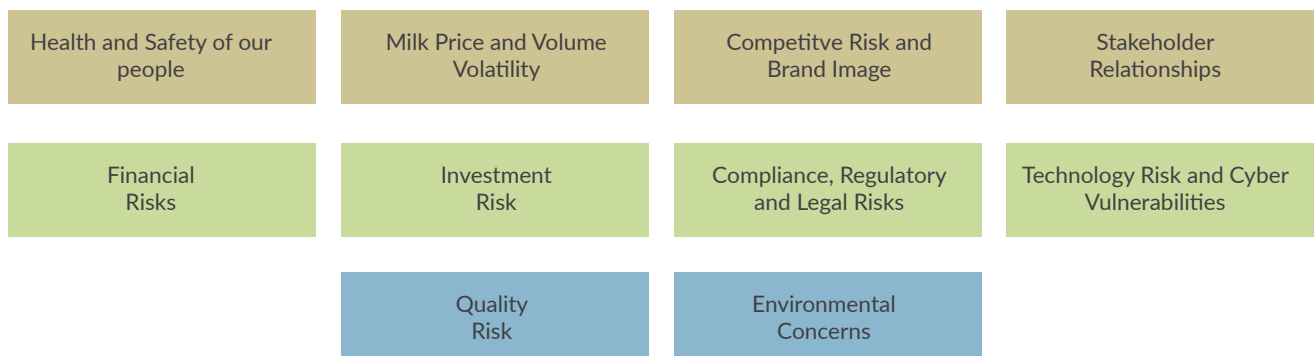 Health and Safety of our
people
Milk Price and Volume
Volatility
Competitve Risk and
Brand Image
Stakeholder
Relationships
Financial
Risks
Investment
Risk
Compliance, Regulatory
and Legal Risks
Technology Risk and Cyber
Vulnerabilities
Quality
Risk
Environmental
Concerns